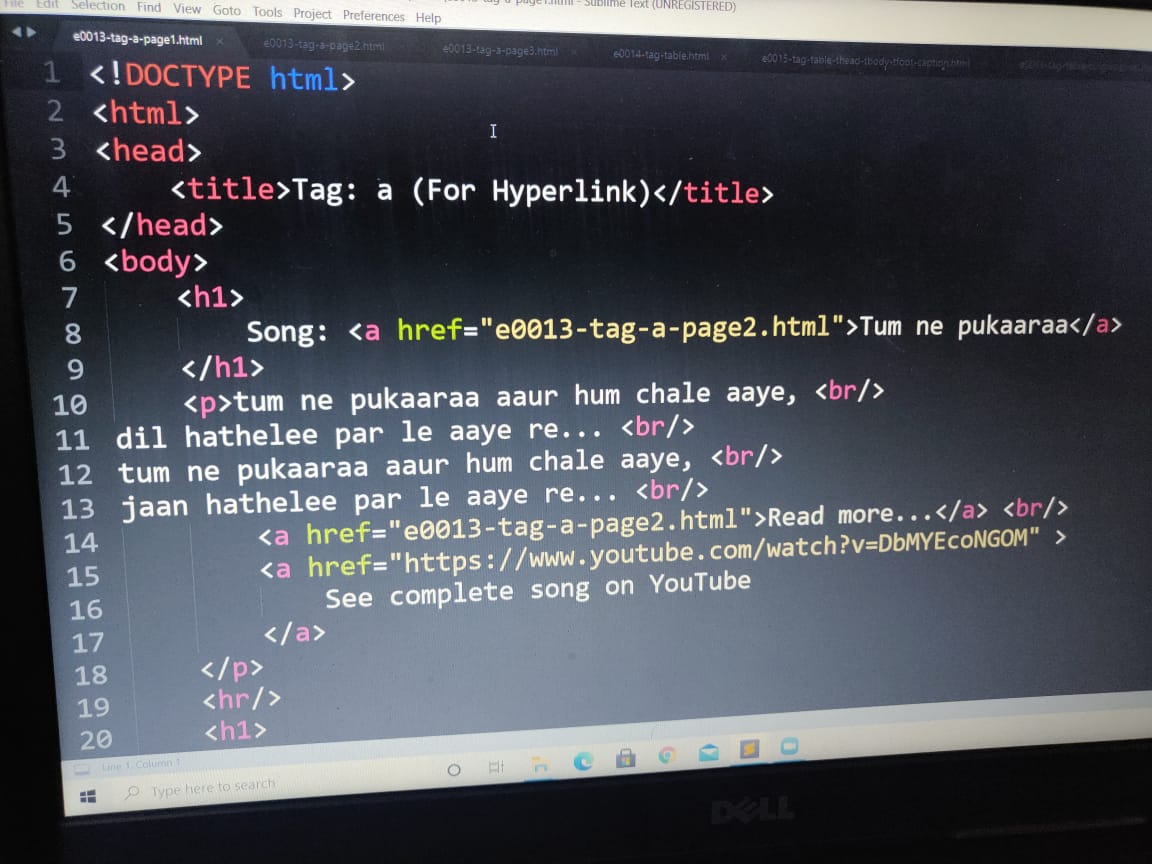 File Edit Selection Find View Goto Tools Project Preferences Help
e0013-tag-a-page1.html e0013-tag-a-page2.html e0013-tag-a-page3.html e0014-tag-table.html e0015-tag-table-thead-tbody-tfoot-caption.html
1 <!DOCTYPE html>
2 <html>
3 <head>
4 <title>Tag: a (For Hyperlink)</title>
5 </head>
6 <body>
7 <h1>
8 Song: <a href="e0013-tag-a-page2.html">Tum ne pukaaraa</a>
9 </h1>
10 <p>tum ne pukaaraa aaur hum chale aaye, <br/>
11 dil hathelee par le aaye re... <br/>
12 tum ne pukaaraa aaur hum chale aaye, <br/>
13 jaan hathelee par le aaye re... <br/>
14 <a href="e0013-tag-a-page2.html">Read more...</a> <br/>
15 <a href="https://www.youtube.com/watch?v=DbMYEcoNGOM" >
16 See complete song on YouTube
17 </a>
18 </p>
19 <hr/>
20 <h1>
Line 1, Column 1
Type here to search
DELL